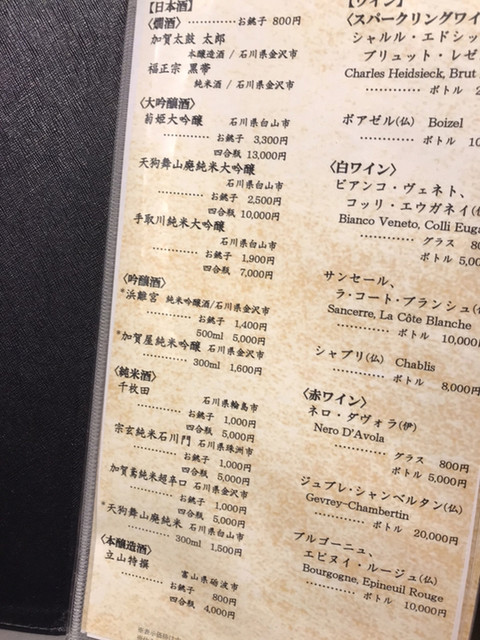 【日本酒】
〈燗酒〉…………お銚子 800円
加賀太鼓 太郎
本醸造酒 / 石川県金沢市
福正宗 黒帯
純米酒 / 石川県金沢市
〈大吟醸酒〉
菊姫大吟醸 石川県白山市
…………お銚子 3,300円
四合瓶 13,000円
天狗舞山廃純米大吟醸
石川県白山市
…………お銚子 2,500円
四合瓶 10,000円
手取川純米大吟醸
石川県白山市
…………お銚子 1,900円
四合瓶 7,000円
〈吟醸酒〉
*浜離宮 純米吟醸酒/石川県金沢市
…………お銚子 1,400円
500ml 5,000円
*加賀屋純米吟醸 石川県金沢市
…………300ml 1,600円
〈純米酒〉
千枚田 石川県輪島市
…………お銚子 1,000円
四合瓶 5,000円
宗玄純米石川門 石川県珠洲市
…………お銚子 1,000円
四合瓶 5,000円
加賀鳶純米超辛口 石川県金沢市
…………お銚子 1,000円
四合瓶 5,000円
*天狗舞山廃純米 石川県白山市
…………300ml 1,500円
〈本醸造酒〉
立山特撰
富山県砺波市
…………お銚子 800円
四合瓶 4,000円
【ワイン】
〈スパークリングワイ
シャルル・エドシッ
ブリュット・レゼ
Charles Heidsieck, Brut
…………ボトル 2
ボアゼル(仏) Boizel
…………ボトル 10
〈白ワイン〉
ビアンコ・ヴェネト、
コッリ・エウガネイ(
Bianco Veneto, Colli Euga
…………グラス 80
ボトル 5,00
サンセール、
ラ・コート・ブランシュ(
Sancerre, La Côte Blanche
…………ボトル 10,000
シャブリ(仏) Chablis
…………ボトル 8,000円
〈赤ワイン〉
ネロ・ダヴォラ(伊)
Nero D'Avola
…………グラス 800円
ボトル 5,000円
ジュブレ・シャンベルタン(仏)
Gevrey-Chambertin
…………ボトル 20,000円
ブルゴーニュ、
エピヌイ・ルージュ(仏)
Bourgogne, Epineuil Rouge
…………ボトル 10,000円